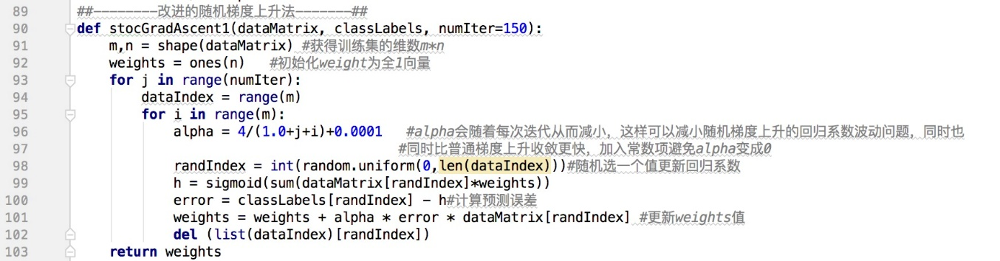 89 ##--------改进的随机梯度上升法-------##
90 def stocGradAscent1(dataMatrix, classLabels, numIter=150):
91     m,n = shape(dataMatrix) #获得训练集的维数m*n
92     weights = ones(n)   #初始化weight为全1向量
93     for j in range(numIter):
94         dataIndex = range(m)
95         for i in range(m):
96             alpha = 4/(1.0+j+i)+0.0001   #alpha会随着每次迭代从而减小，这样可以减小随机梯度上升的回归系数波动问题，同时也
97                                         #同时比普通梯度上升收敛更快，加入常数项避免alpha变成0
98             randIndex = int(random.uniform(0,len(dataIndex)))#随机选一个值更新回归系数
99             h = sigmoid(sum(dataMatrix[randIndex]*weights))
100             error = classLabels[randIndex] - h#计算预测误差
101             weights = weights + alpha * error * dataMatrix[randIndex] #更新weights值
102             del (list(dataIndex)[randIndex])
103     return weights